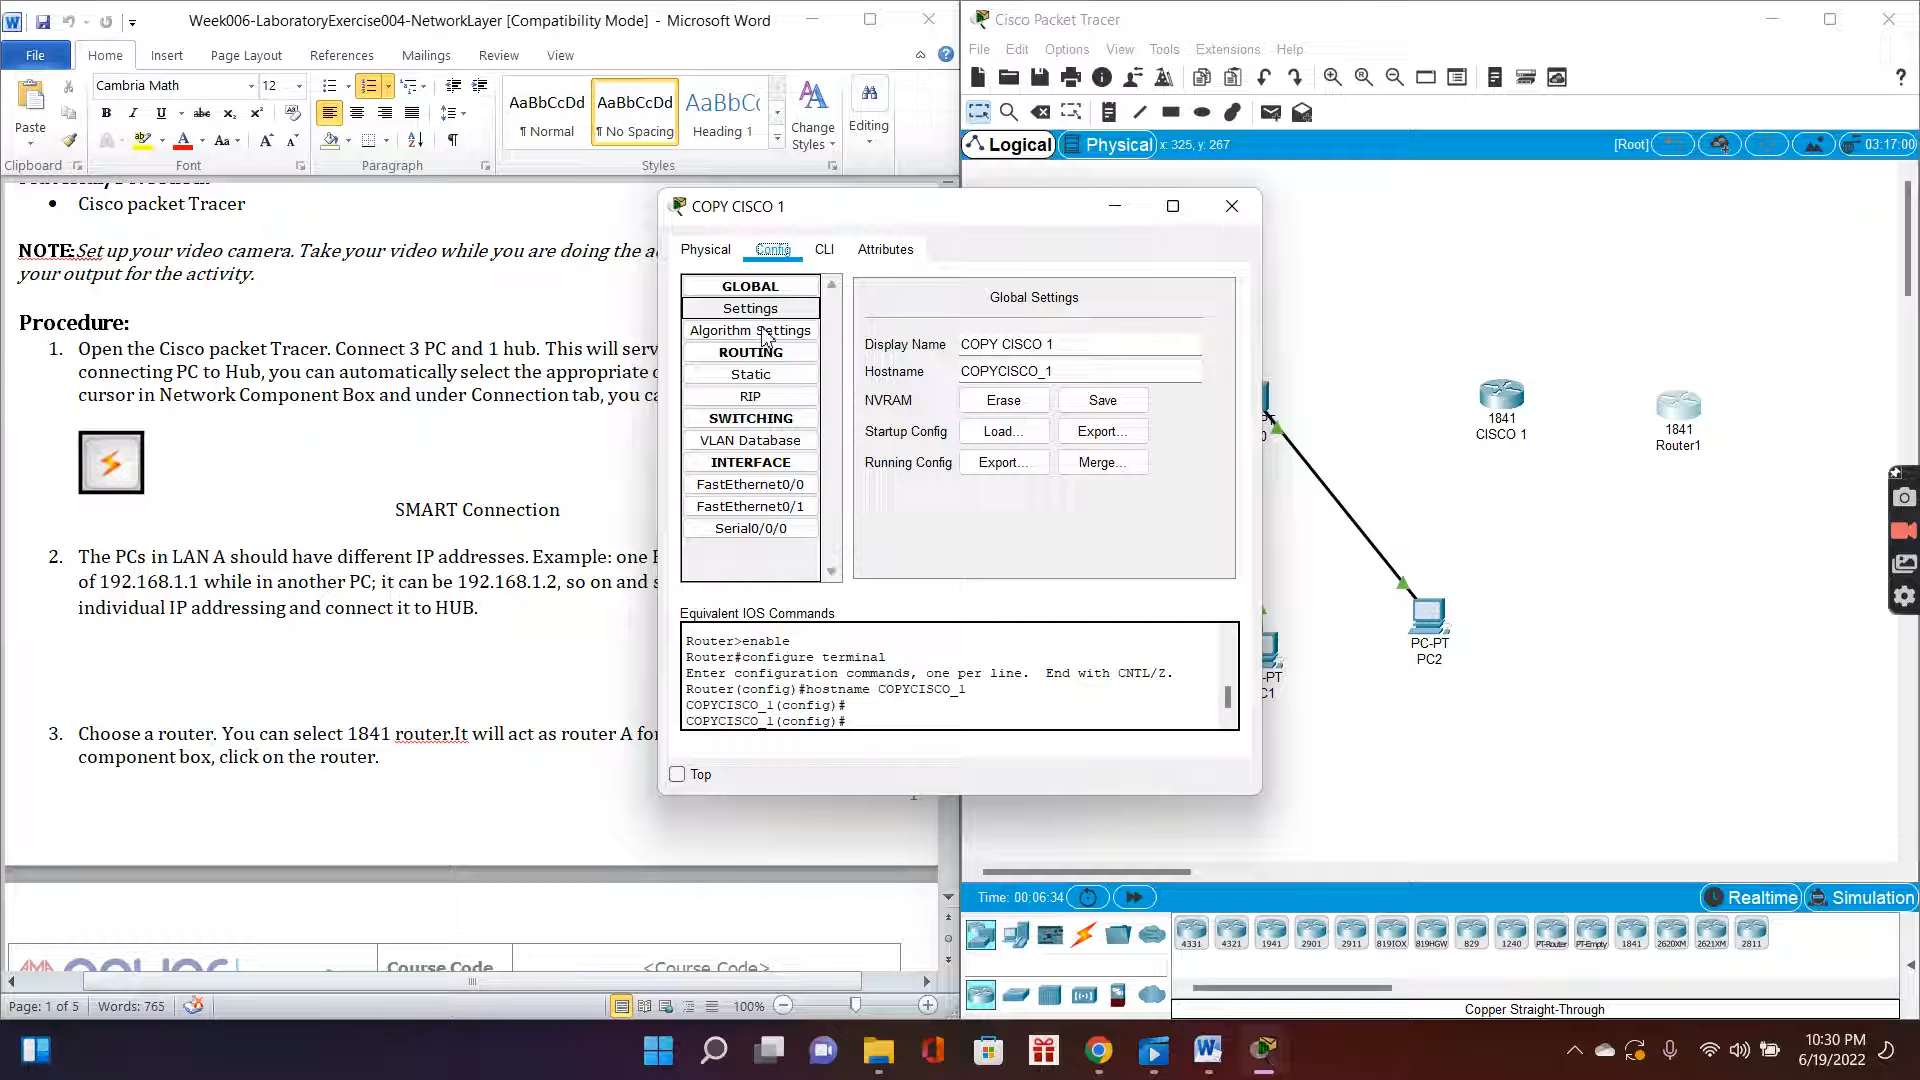 Week006-LaboratoryExercise004-NetworkLayer [Compatibility Mode] - Microsoft Word
File Home Insert Page Layout References Mailings Review View
Cambria Math 12
Paste
AaBbCcDd AaBbCcDd AaBbCc
¶ Normal ¶ No Spacing Heading 1
Change Styles
Editing
Clipboard Font Paragraph Styles
• Cisco packet Tracer
NOTE: Set up your video camera. Take your video while you are doing the a
your output for the activity.
Procedure:
1. Open the Cisco packet Tracer. Connect 3 PC and 1 hub. This will serv
connecting PC to Hub, you can automatically select the appropriate
cursor in Network Component Box and under Connection tab, you ca
SMART Connection
2. The PCs in LAN A should have different IP addresses. Example: one
of 192.168.1.1 while in another PC; it can be 192.168.1.2, so on and
individual IP addressing and connect it to HUB.
3. Choose a router. You can select 1841 router.It will act as router A fo
component box, click on the router.
Course Code <Course Code>
Page: 1 of 5 Words: 765 100%
COPY CISCO 1
Physical Config CLI Attributes
GLOBAL
Settings
Algorithm Settings
ROUTING
Static
RIP
SWITCHING
VLAN Database
INTERFACE
FastEthernet0/0
FastEthernet0/1
Serial0/0/0
Global Settings
Display Name COPY CISCO 1
Hostname COPYCISCO_1
NVRAM Erase Save
Startup Config Load... Export...
Running Config Export... Merge...
Equivalent IOS Commands
Router>enable
Router#configure terminal
Enter configuration commands, one per line. End with CNTL/Z.
Router(config)#hostname COPYCISCO_1
COPYCISCO_1(config)#
COPYCISCO_1(config)#
Top
Cisco Packet Tracer
File Edit Options View Tools Extensions Help
Logical Physical x: 325, y: 267 [Root] 03:17:00
1841
CISCO 1
1841
Router1
PC-PT
PC2
Time: 00:06:34 Realtime Simulation
4331 4321 1941 2901 2911 819IOX 819HGW 829 1240 PT-Router PT-Empty 1841 2620XM 2621XM 2811
Copper Straight-Through
10:30 PM
6/19/2022